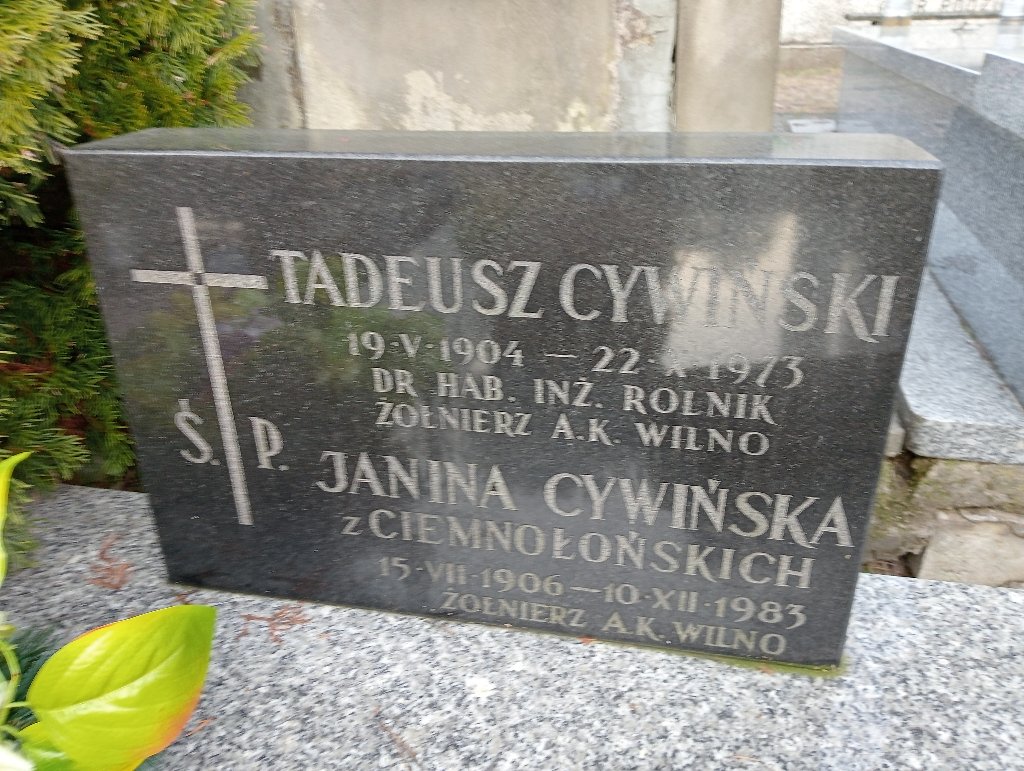 TADEUSZ CYWIŃSKI
19·V·1904 — 22·X·1973
DR HAB. INŻ. ROLNIK
ŻOŁNIERZ A.K. WILNO
Ś. P.
JANINA CYWIŃSKA
z CIEMNOŁOŃSKICH
15·VII·1906 — 10·XII·1983
ŻOŁNIERZ A.K. WILNO